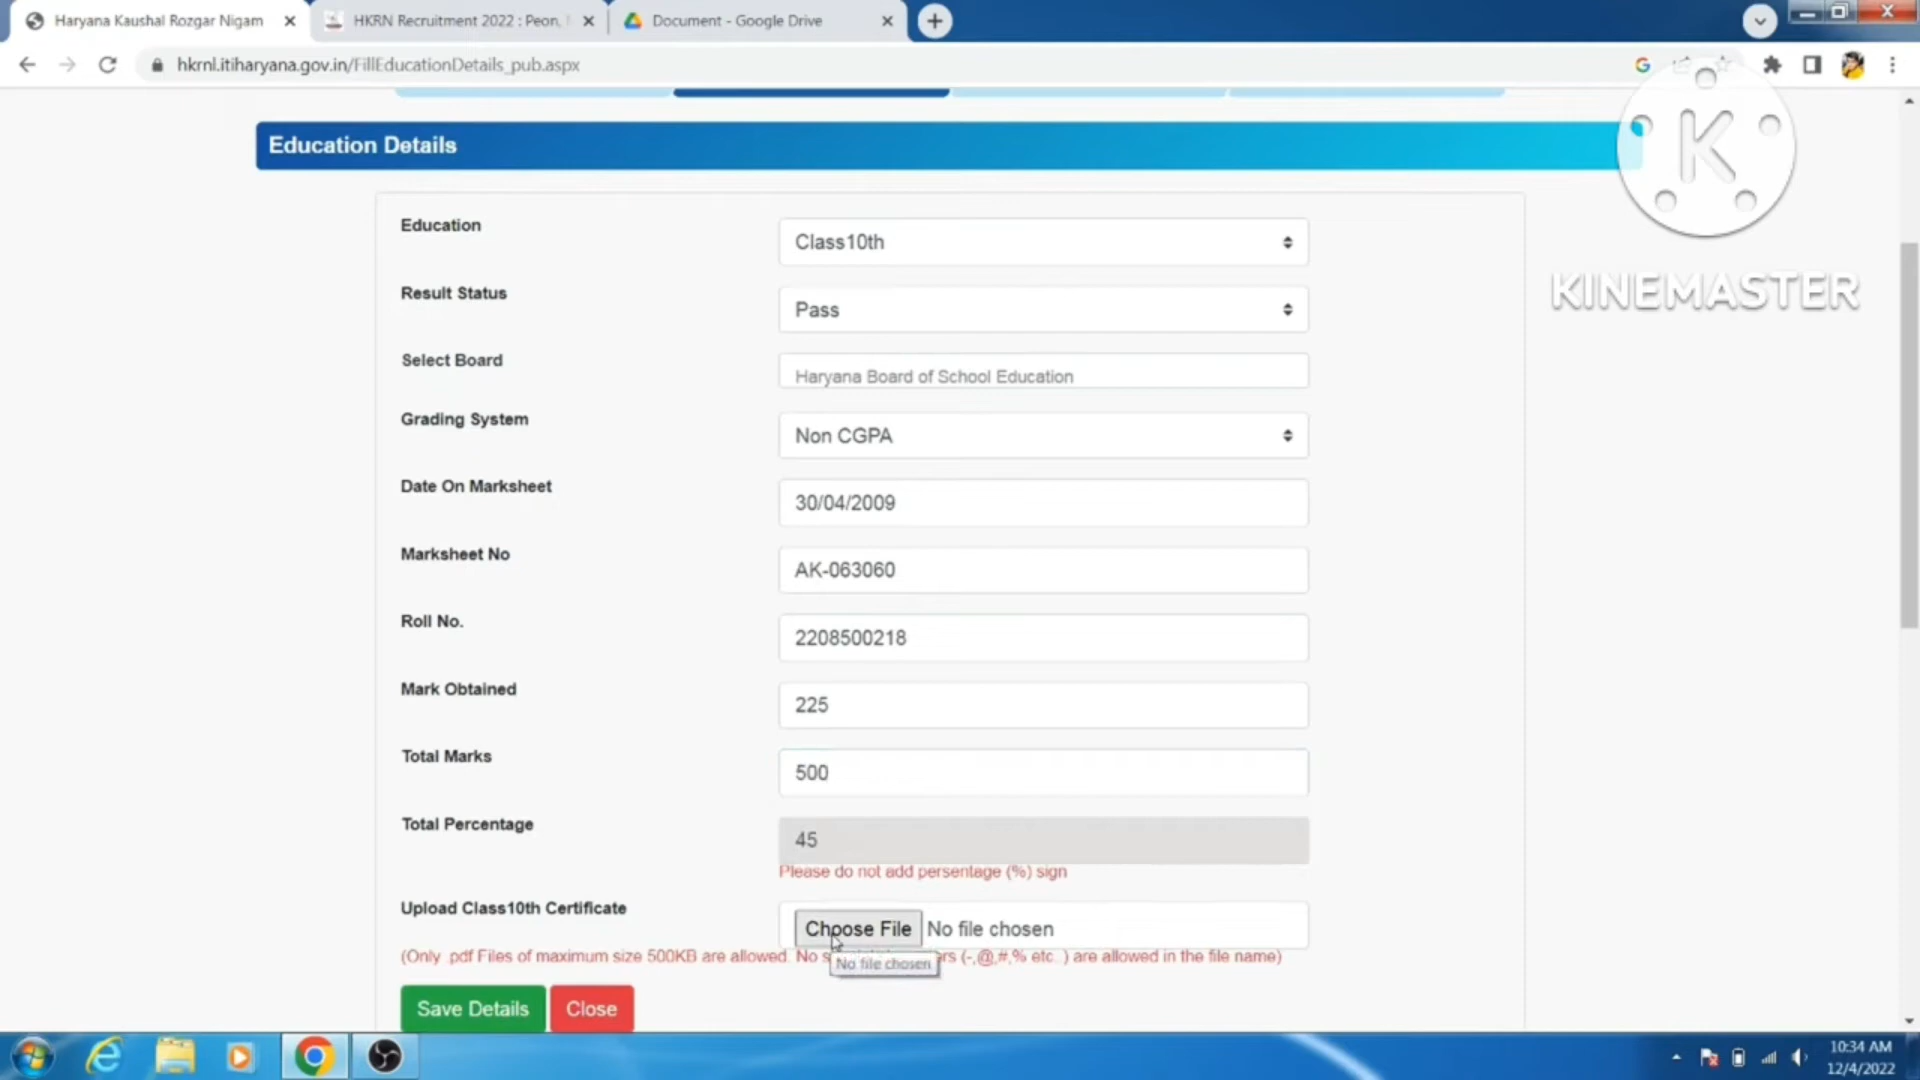 Haryana Kaushal Rozgar Nigam
HKRN Recruitment 2022 : Peon,
Document - Google Drive
hkrnl.itiharyana.gov.in/FillEducationDetails_pub.aspx
K
KINEMASTER
Education Details
Education
Class10th
Result Status
Pass
Select Board
Haryana Board of School Education
Grading System
Non CGPA
Date On Marksheet
30/04/2009
Marksheet No
AK-063060
Roll No.
2208500218
Mark Obtained
225
Total Marks
500
Total Percentage
45
Please do not add persentage (%) sign
Upload Class10th Certificate
Choose File No file chosen
(Only .pdf Files of maximum size 500KB are allowed. No (-,@,#,% etc..) are allowed in the file name)
No file chosen
Save Details Close
10:34 AM
12/4/2022